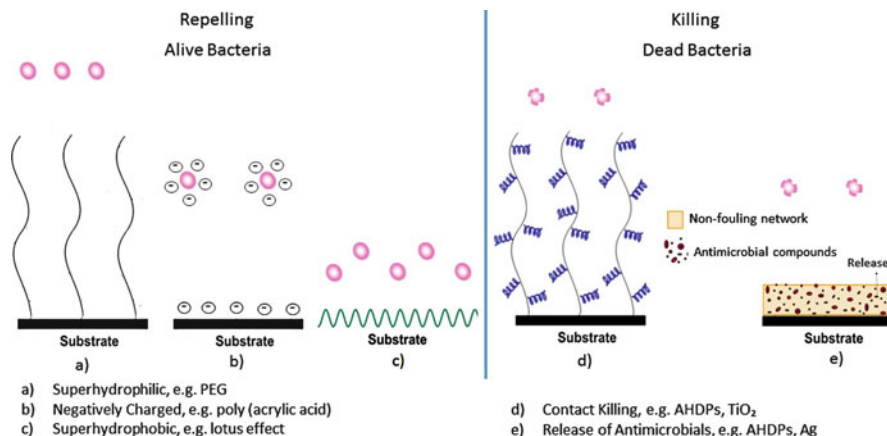 Repelling
Alive Bacteria
Killing
Dead Bacteria
Non-fouling network
Antimicrobial compounds
Release
Substrate
a)
Substrate
b)
Substrate
c)
Substrate
d)
Substrate
e)
a) Superhydrophilic, e.g. PEG
b) Negatively Charged, e.g. poly (acrylic acid)
c) Superhydrophobic, e.g. lotus effect
d) Contact Killing, e.g. AHDPs, TiO₂
e) Release of Antimicrobials, e.g. AHDPs, Ag